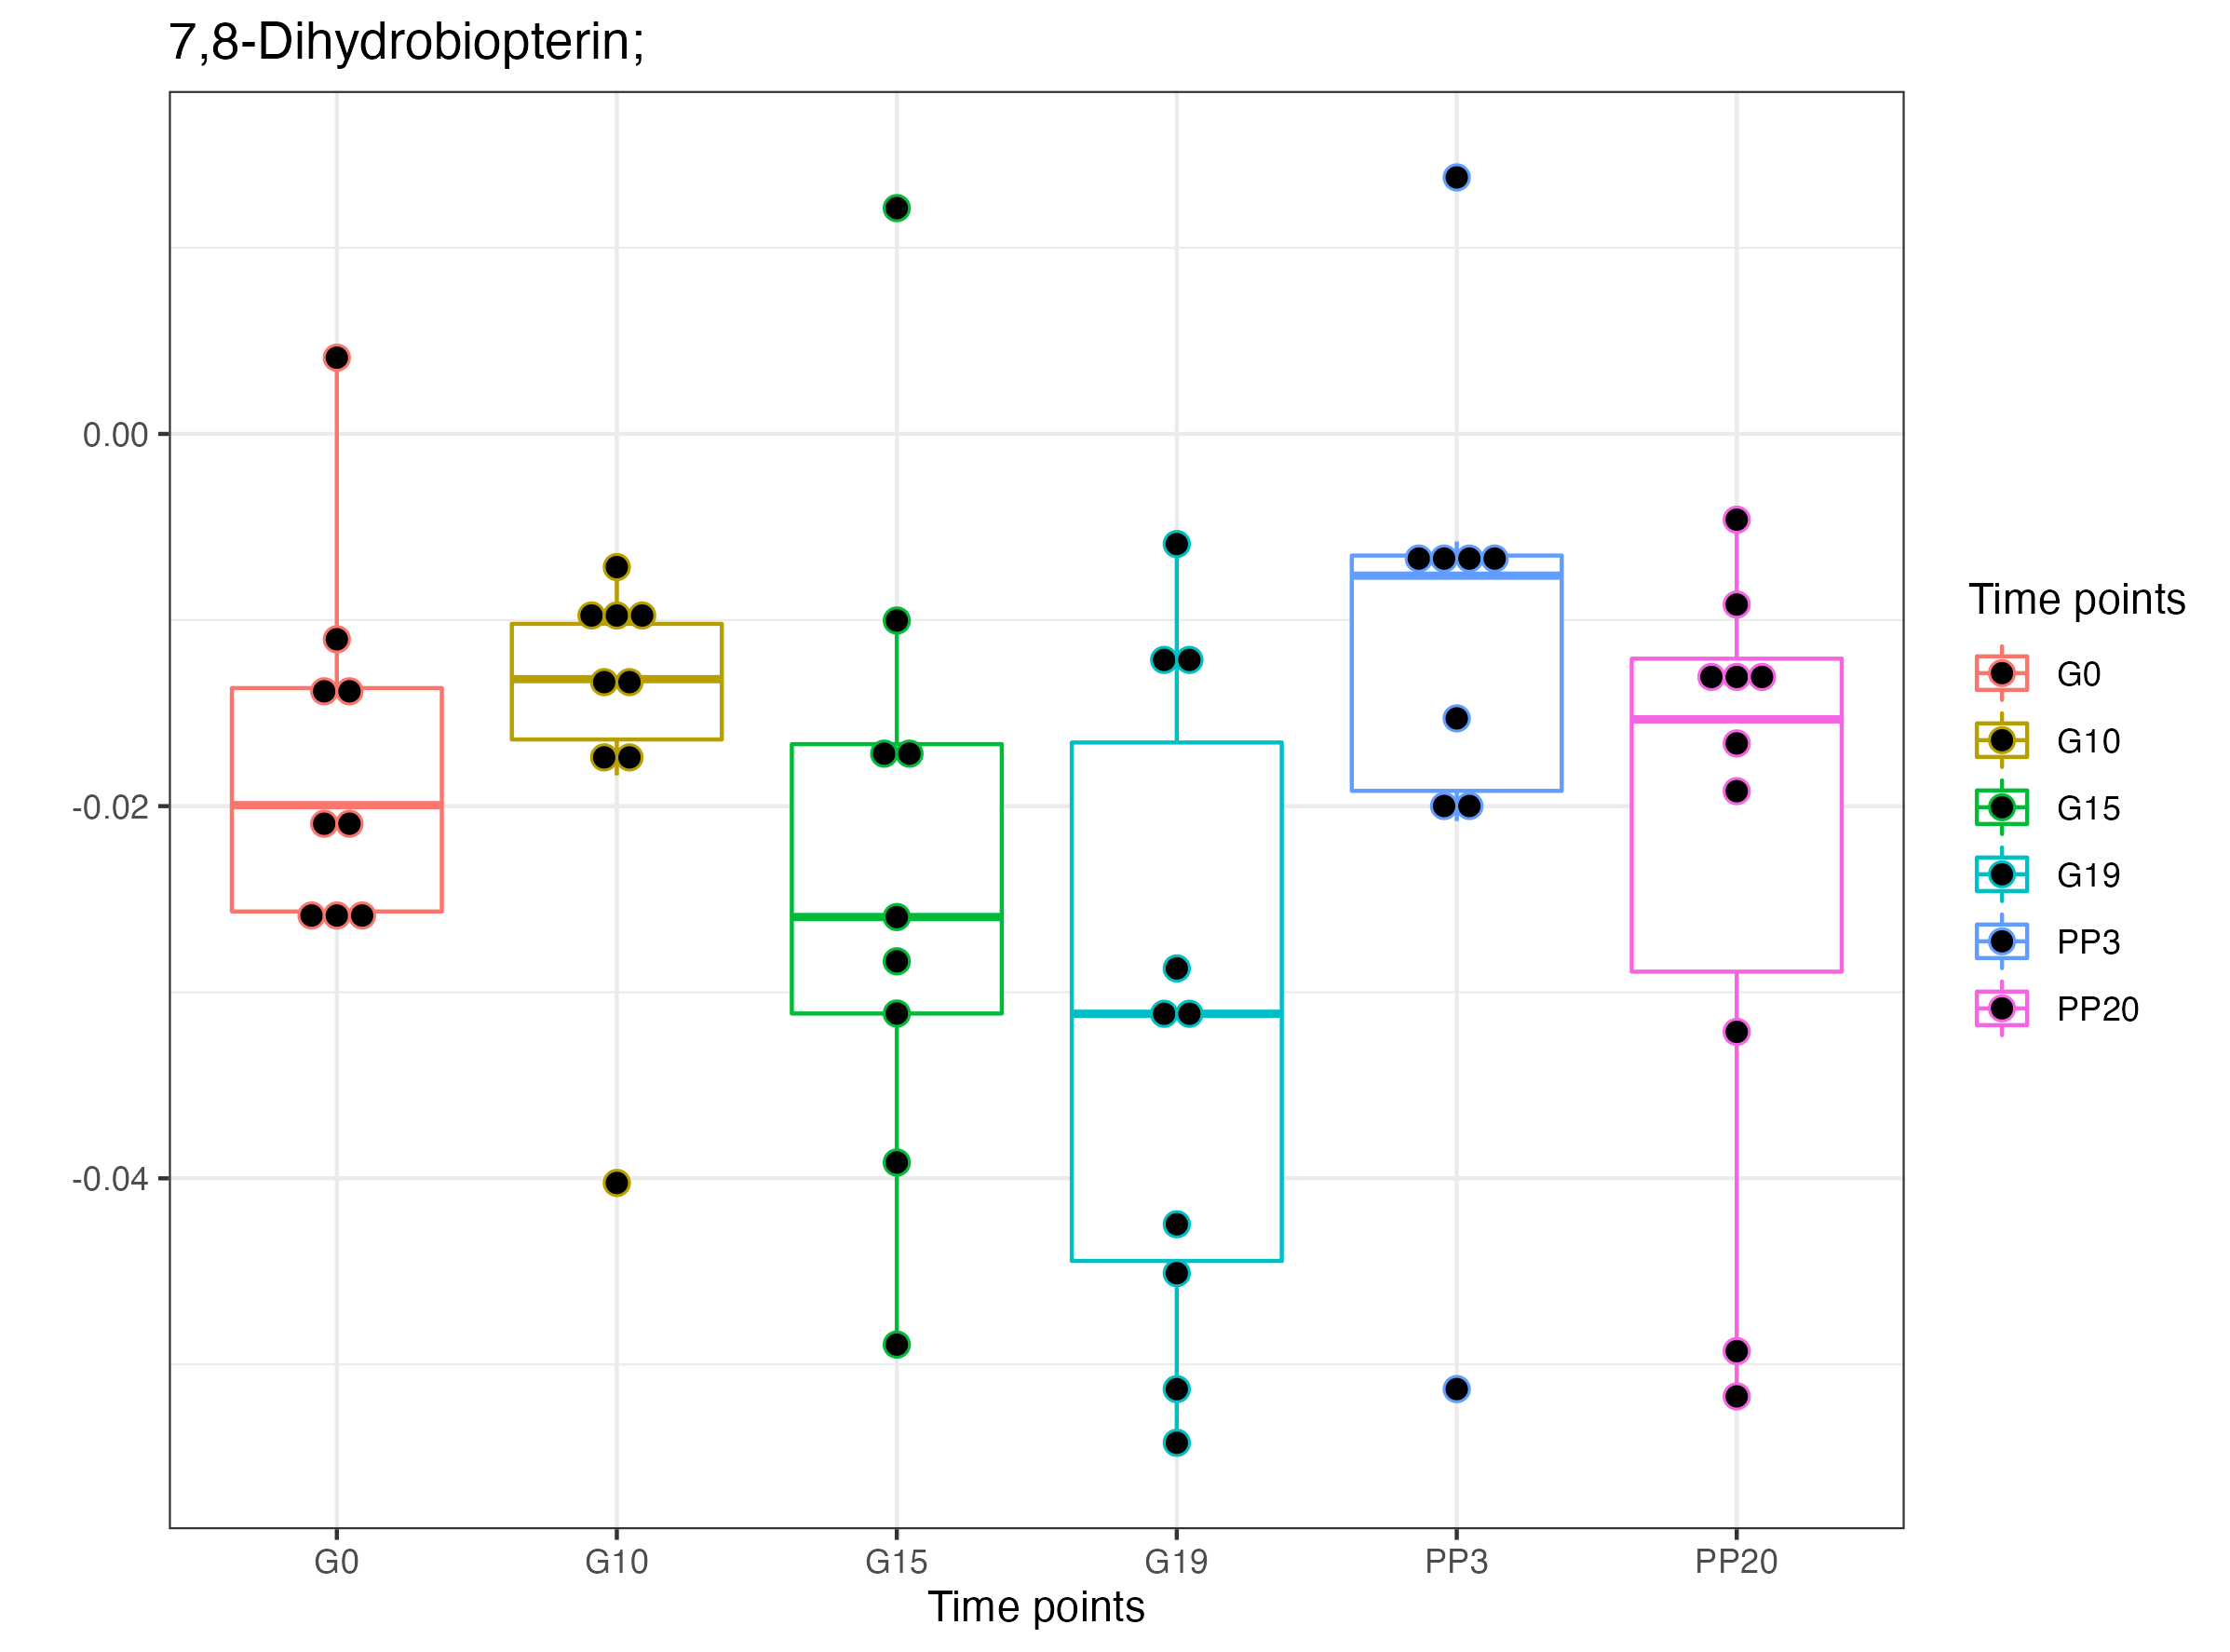 7,8-Dihydrobiopterin;
0.00
-0.02
-0.04
G0 G10 G15 G19 PP3 PP20
Time points
Time points
G0
G10
G15
G19
PP3
PP20